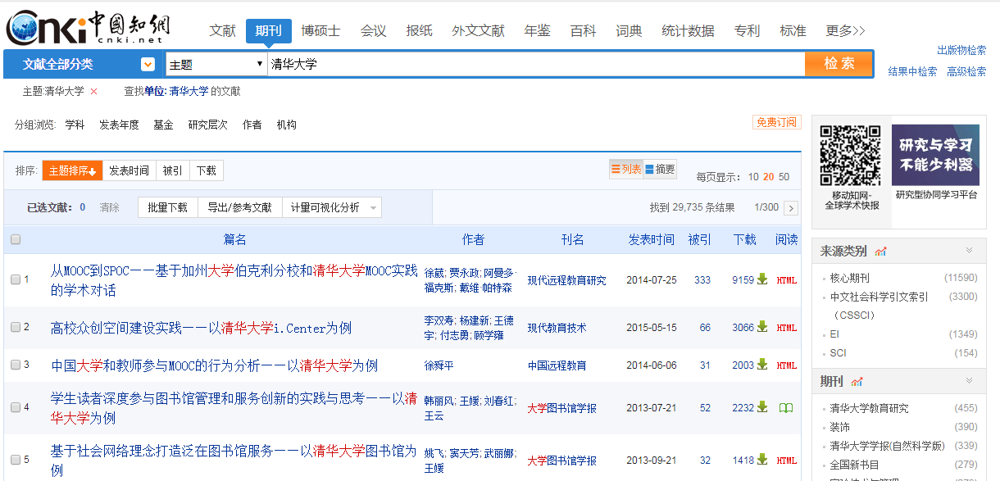 Cnki中國知網
cnki.net
文献 期刊 博硕士 会议 报纸 外文文献 年鉴 百科 词典 统计数据 专利 标准 更多>>
文献全部分类 主题 清华大学 检索
出版物检索
结果中检索 高级检索
主题:清华大学 × 查找单位:清华大学 的文献
分组浏览: 学科 发表年度 基金 研究层次 作者 机构
免费订阅
排序: 主题排序 发表时间 被引 下载 列表 摘要 每页显示: 10 20 50
已选文献: 0 清除 批量下载 导出/参考文献 计量可视化分析 找到 29,735 条结果 1/300 >
篇名 作者 刊名 发表时间 被引 下载 阅读
1 从MOOC到SPOC——基于加州大学伯克利分校和清华大学MOOC实践
的学术对话
徐葳; 贾永政; 阿曼多·
福克斯; 戴维·帕特森
现代远程教育研究 2014-07-25 333 9159 HTML
2 高校众创空间建设实践——以清华大学i.Center为例
李双寿; 杨建新; 王德
宇; 付志勇; 顾学雍
现代教育技术 2015-05-15 66 3066 HTML
3 中国大学和教师参与MOOC的行为分析——以清华大学为例 徐舜平 中国远程教育 2014-06-06 31 2003 HTML
4 学生读者深度参与图书馆管理和服务创新的实践与思考——以清
华大学为例
韩丽风; 王媛; 刘春红;
王云
大学图书馆学报 2013-07-21 52 2232
5 基于社会网络理念打造泛在图书馆服务——以清华大学图书馆为
例
姚飞; 窦天芳; 武丽娜;
王媛
大学图书馆学报 2013-09-21 32 1418 HTML
移动知网-
全球学术快报
研究与学习
不能少利器
研究型协同学习平台
来源类别
核心期刊 (11590)
中文社会科学引文索引 (3300)
（CSSCI）
EI (1349)
SCI (154)
期刊
清华大学教育研究 (455)
装饰 (390)
清华大学学报(自然科学版) (339)
全国新书目 (279)